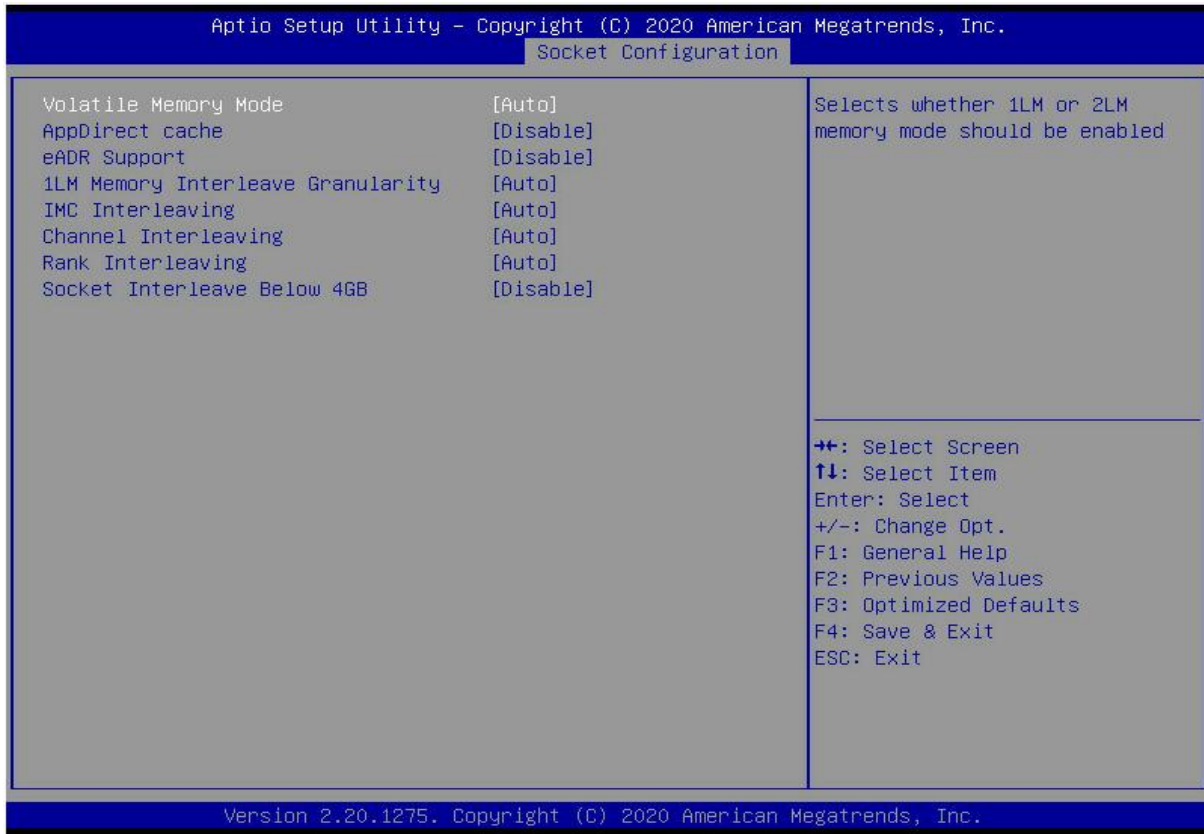 Aptio Setup Utility – Copyright (C) 2020 American Megatrends, Inc.
Socket Configuration
Volatile Memory Mode [Auto]
AppDirect cache [Disable]
eADR Support [Disable]
1LM Memory Interleave Granularity [Auto]
IMC Interleaving [Auto]
Channel Interleaving [Auto]
Rank Interleaving [Auto]
Socket Interleave Below 4GB [Disable]
Selects whether 1LM or 2LM
memory mode should be enabled
→←: Select Screen
↑↓: Select Item
Enter: Select
+/-: Change Opt.
F1: General Help
F2: Previous Values
F3: Optimized Defaults
F4: Save & Exit
ESC: Exit
Version 2.20.1275. Copyright (C) 2020 American Megatrends, Inc.